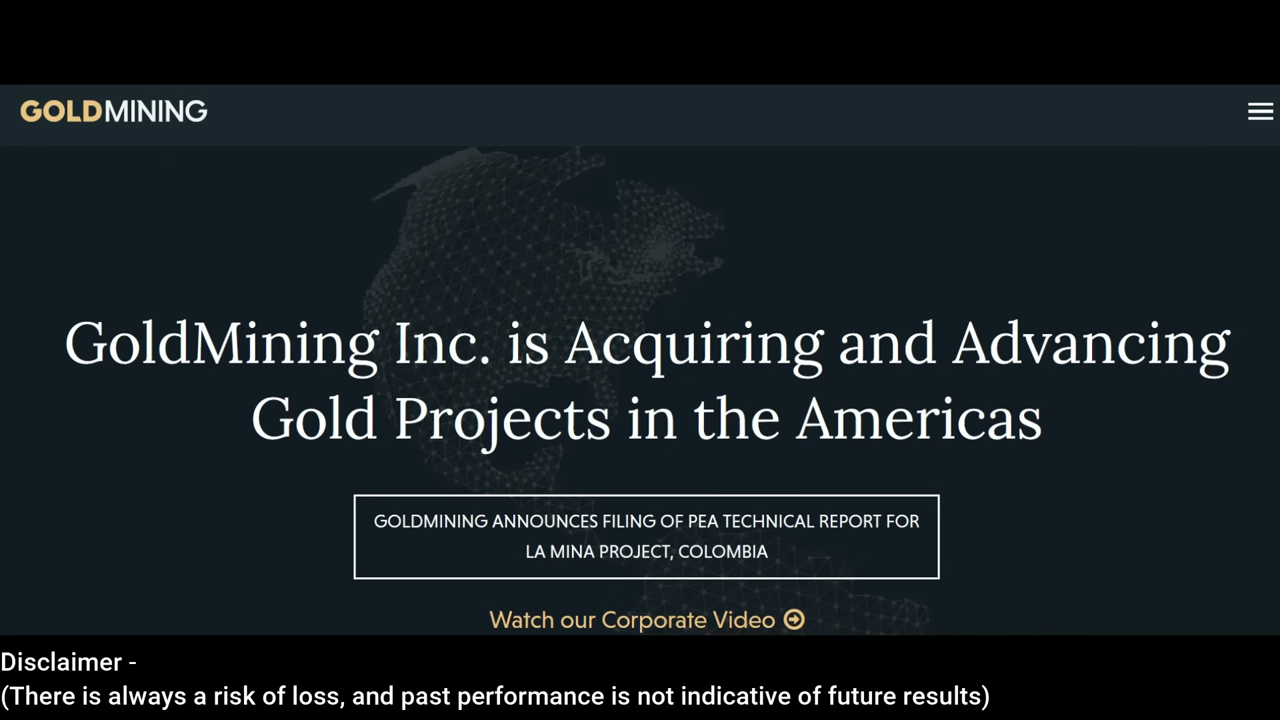 GOLDMINING
GoldMining Inc. is Acquiring and Advancing
Gold Projects in the Americas
GOLDMINING ANNOUNCES FILING OF PEA TECHNICAL REPORT FOR
LA MINA PROJECT, COLOMBIA
Watch our Corporate Video
Disclaimer -
(There is always a risk of loss, and past performance is not indicative of future results)